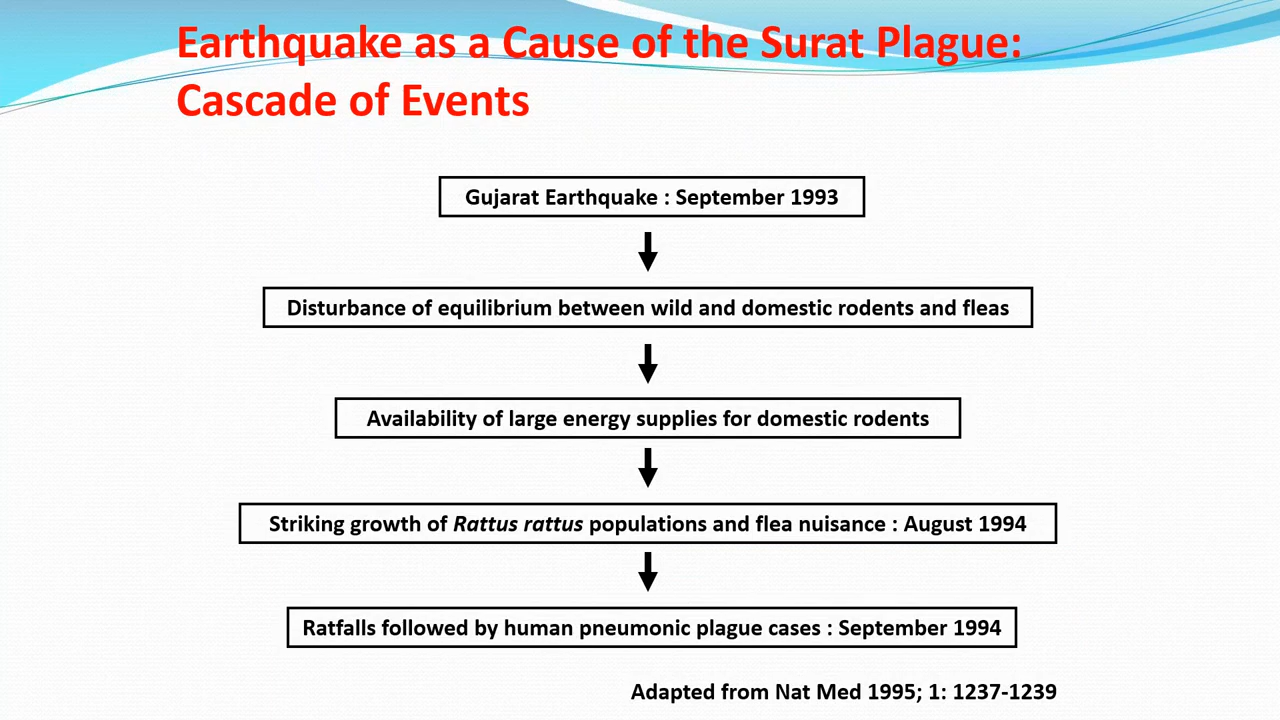 Earthquake as a Cause of the Surat Plague:
Cascade of Events
Gujarat Earthquake : September 1993
Disturbance of equilibrium between wild and domestic rodents and fleas
Availability of large energy supplies for domestic rodents
Striking growth of Rattus rattus populations and flea nuisance : August 1994
Ratfalls followed by human pneumonic plague cases : September 1994
Adapted from Nat Med 1995; 1: 1237-1239